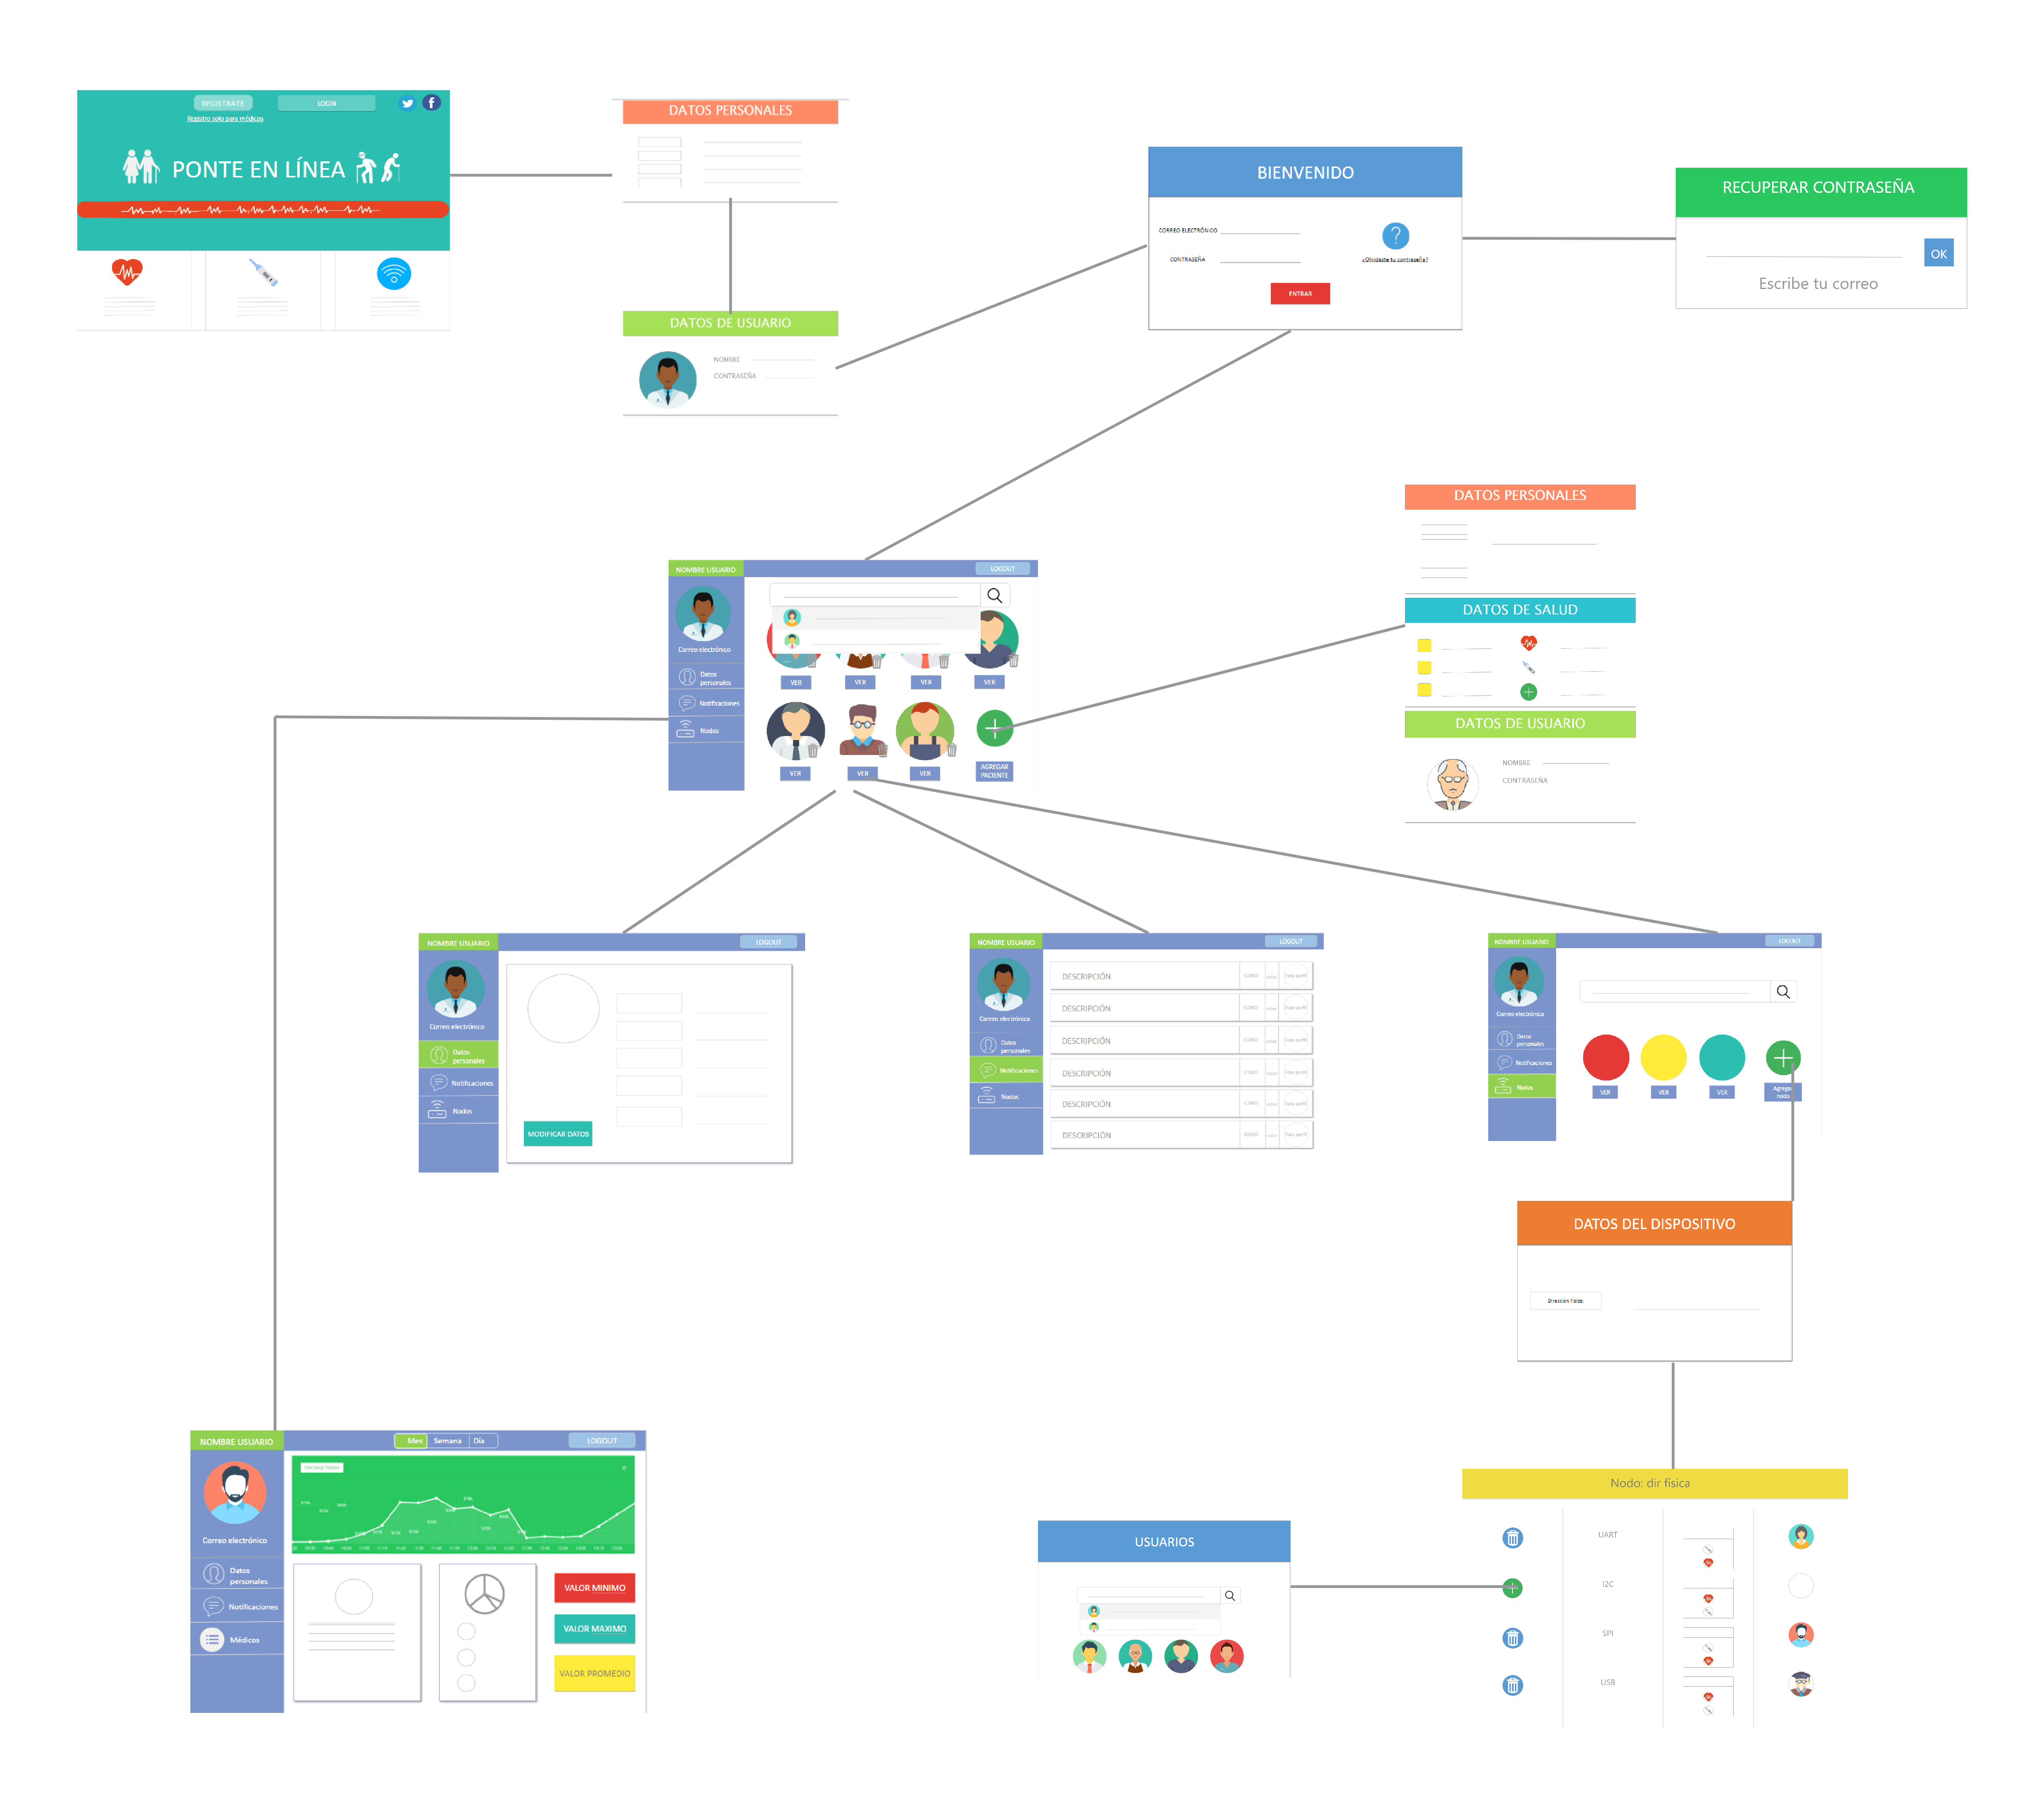 REGISTRATE
LOGIN
Registro solo para médicos
PONTE EN LÍNEA
DATOS PERSONALES
DATOS DE USUARIO
NOMBRE
CONTRASEÑA
BIENVENIDO
CORREO ELECTRÓNICO
CONTRASEÑA
¿Olvidaste tu contraseña?
ENTRAR
RECUPERAR CONTRASEÑA
OK
Escribe tu correo
NOMBRE USUARIO
LOGOUT
Correo electrónico
Datos
personales
Notificaciones
Nodos
VER
VER
VER
VER
VER
VER
VER
AGREGAR
PACIENTE
DATOS PERSONALES
DATOS DE SALUD
DATOS DE USUARIO
NOMBRE
CONTRASEÑA
NOMBRE USUARIO
LOGOUT
Correo electrónico
Datos
personales
Notificaciones
Nodos
MODIFICAR DATOS
NOMBRE USUARIO
LOGOUT
Correo electrónico
Datos
personales
Notificaciones
Nodos
DESCRIPCIÓN
DESCRIPCIÓN
DESCRIPCIÓN
DESCRIPCIÓN
DESCRIPCIÓN
DESCRIPCIÓN
NOMBRE USUARIO
LOGOUT
Correo electrónico
Datos
personales
Notificaciones
Nodos
VER
VER
VER
Agregar
nodo
DATOS DEL DISPOSITIVO
Dirección Física:
NOMBRE USUARIO
Mes Semana Día
LOGOUT
Correo electrónico
Datos
personales
Notificaciones
Médicos
VALOR MINIMO
VALOR MAXIMO
VALOR PROMEDIO
USUARIOS
Nodo: dir física
UART
I2C
SPI
USB